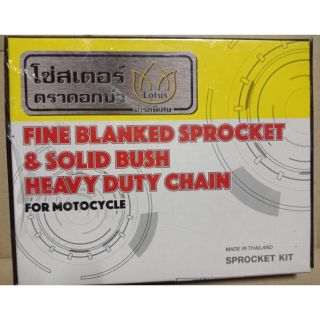 โซ่สเตอร์
ตราดอกบัว
Lotus
FINE BLANKED SPROCKET
& SOLID BUSH
HEAVY DUTY CHAIN
FOR MOTOCYCLE
MADE IN THAILAND
SPROCKET KIT